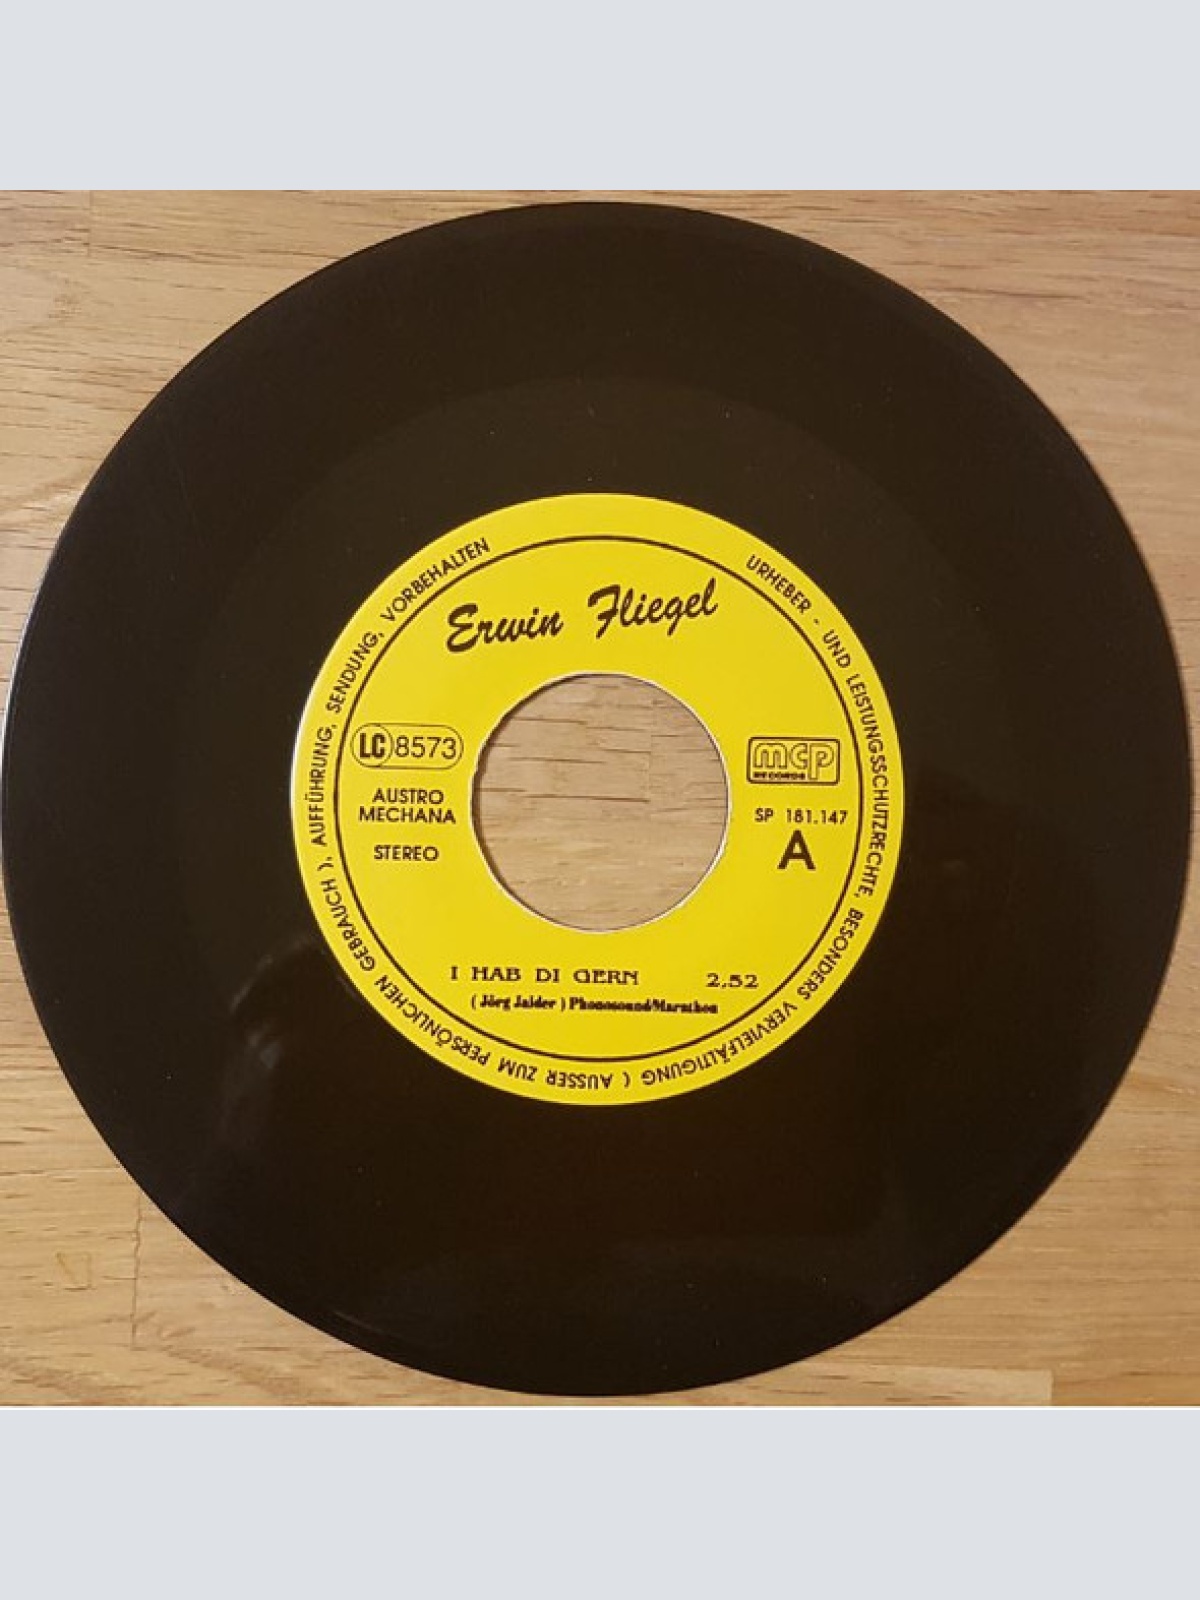 Erwin Fliegel
LC 8573
AUSTRO
MECHANA
STEREO
mcp
RECORDS
SP 181.147
A
I HAB DI GERN 2,52
( Jörg Jalder ) Phonosound/Marathon
URHEBER - UND LEISTUNGSSCHUTZRECHTE, BESONDERS VERVIELFÄLTIGUNG ( AUSSER ZUM PERSÖNLICHEN GEBRAUCH ), AUFFÜHRUNG, SENDUNG, VORBEHALTEN